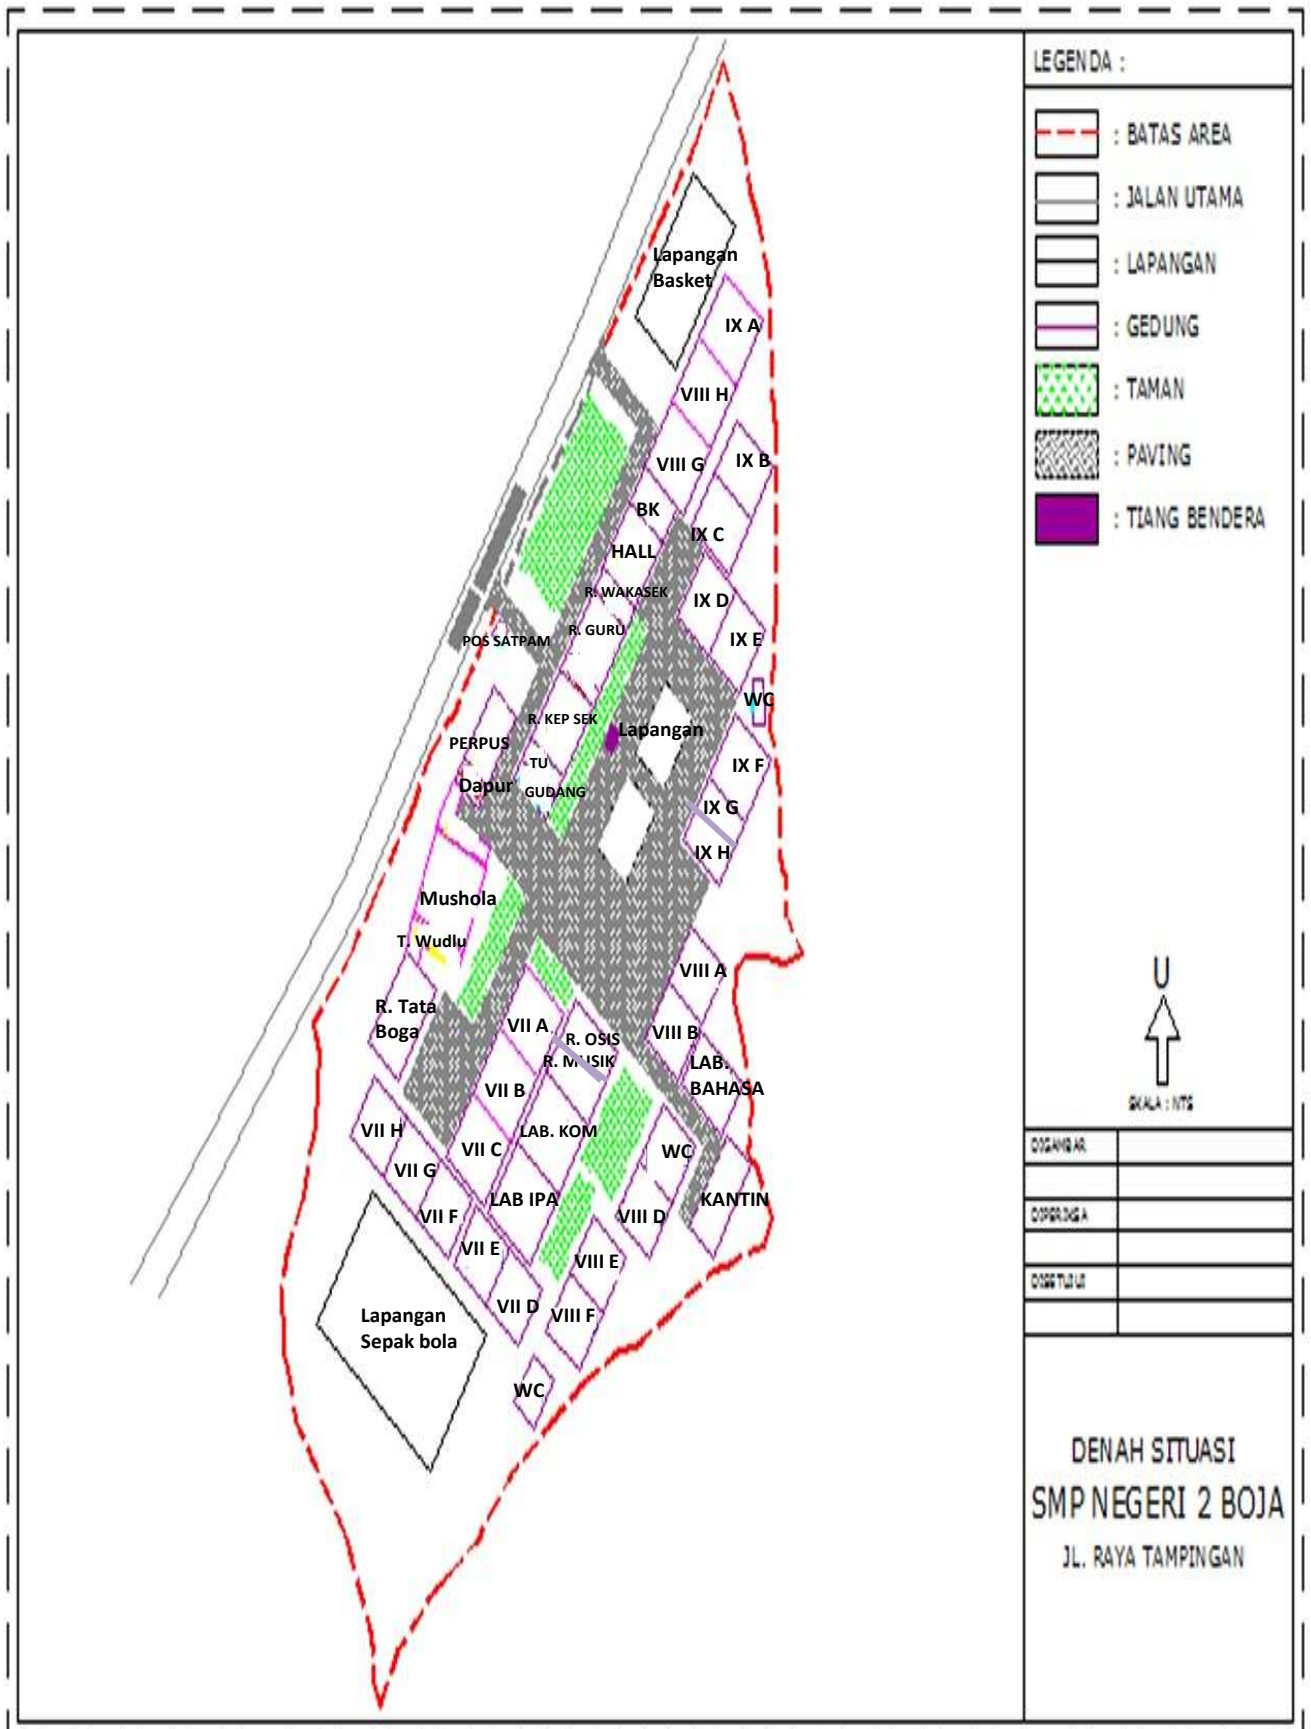 LEGENDA :
: BATAS AREA
: JALAN UTAMA
: LAPANGAN
: GEDUNG
: TAMAN
: PAVING
: TIANG BENDERA
Lapangan
Basket
IX A
VIII H
VIII G
IX B
BK
IX C
HALL
R. WAKASEK
IX D
R. GURU
POS SATPAM
IX E
WC
R. KEP SEK
Lapangan
PERPUS
TU
IX F
Dapur
GUDANG
IX G
IX H
Mushola
T. Wudlu
VIII A
R. Tata
Boga
VII A
R. OSIS
R. MUSIK
VIII B
LAB.
BAHASA
VII B
VII H
LAB. KOM
VII C
WC
VII G
LAB IPA
KANTIN
VII F
VIII D
VII E
VIII E
VII D
VIII F
Lapangan
Sepak bola
WC
U
SKALA : NTS
DIGAMBAR
DIPERIKSA
DISETUJUI
DENAH SITUASI
SMP NEGERI 2 BOJA
JL. RAYA TAMPINGAN